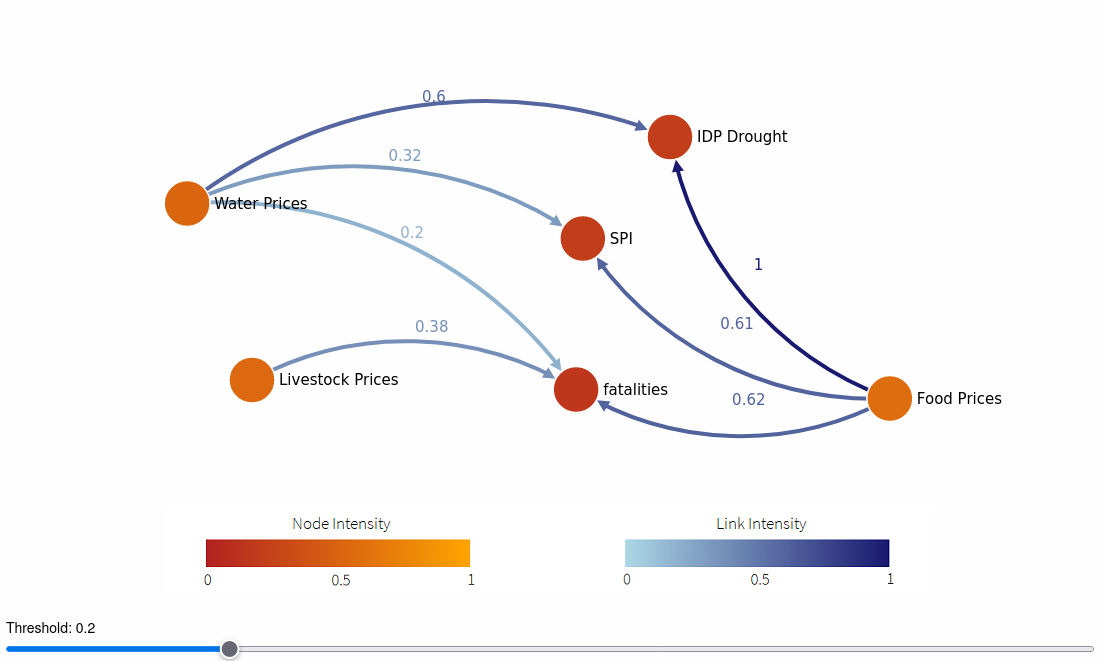 0.6
IDP Drought
0.32
Water Prices
0.2
SPI
1
0.61
0.38
Livestock Prices
fatalities
0.62
Food Prices
Node Intensity
0 0.5 1
Link Intensity
0 0.5 1
Threshold: 0.2